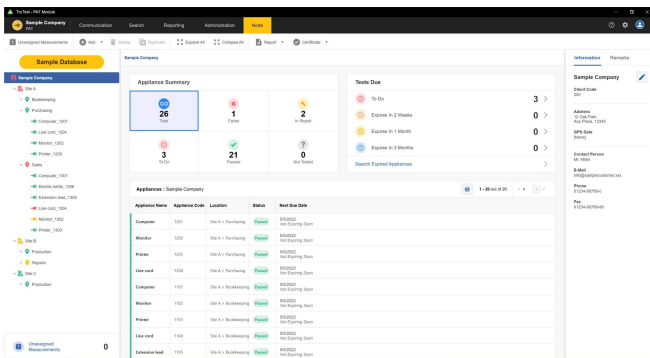 TruTest - PAT Module
Sample Company
PAT
Communication
Search
Reporting
Administration
Node
Unassigned Measurements
Add
Delete
Duplicate
Expand All
Collapse All
Report
Certificate
Sample Database
Sample Company
Site A
Bookkeeping
Purchasing
Computer_1201
Line cord_1204
Monitor_1202
Printer_1203
Sales
Computer_1301
Electric kettle_1306
Extension lead_1305
Line cord_1304
Monitor_1302
Printer_1303
Site B
Production
Repairs
Site C
Production
Unassigned
Measurements
0
Sample Company
Appliance Summary
26
Total
1
Failed
2
In Repair
3
To Do
21
Passed
?
0
Not Tested
Tests Due
To Do 3
Expires In 2 Weeks 0
Expires In 1 Month 0
Expires In 3 Months 0
Search Expired Appliances
Appliances : Sample Company
1 - 20 out of 26
Appliance Name Appliance Code Location Status Next Due Date
Computer 1201 Site A > Purchasing Passed 5/5/2022
Not Expiring Soon
Monitor 1202 Site A > Purchasing Passed 5/5/2022
Not Expiring Soon
Printer 1203 Site A > Purchasing Passed 5/5/2022
Not Expiring Soon
Line cord 1204 Site A > Purchasing Passed 5/5/2022
Not Expiring Soon
Computer 1101 Site A > Bookkeeping Passed 5/5/2022
Not Expiring Soon
Monitor 1102 Site A > Bookkeeping Passed 5/5/2022
Not Expiring Soon
Printer 1103 Site A > Bookkeeping Passed 5/5/2022
Not Expiring Soon
Line cord 1104 Site A > Bookkeeping Passed 5/5/2022
Not Expiring Soon
Extension lead 1105 Site A > Bookkeeping Passed 5/5/2022
Not Expiring Soon
Information
Remarks
Sample Company
Client Code
200
Address
12 Oak Park
Any Place, 12345
GPS Data
[None]
Contact Person
Mr. Miller
E-Mail
info@samplecustomer.xxx
Phone
01234-56789-0
Fax
01234-56789-99